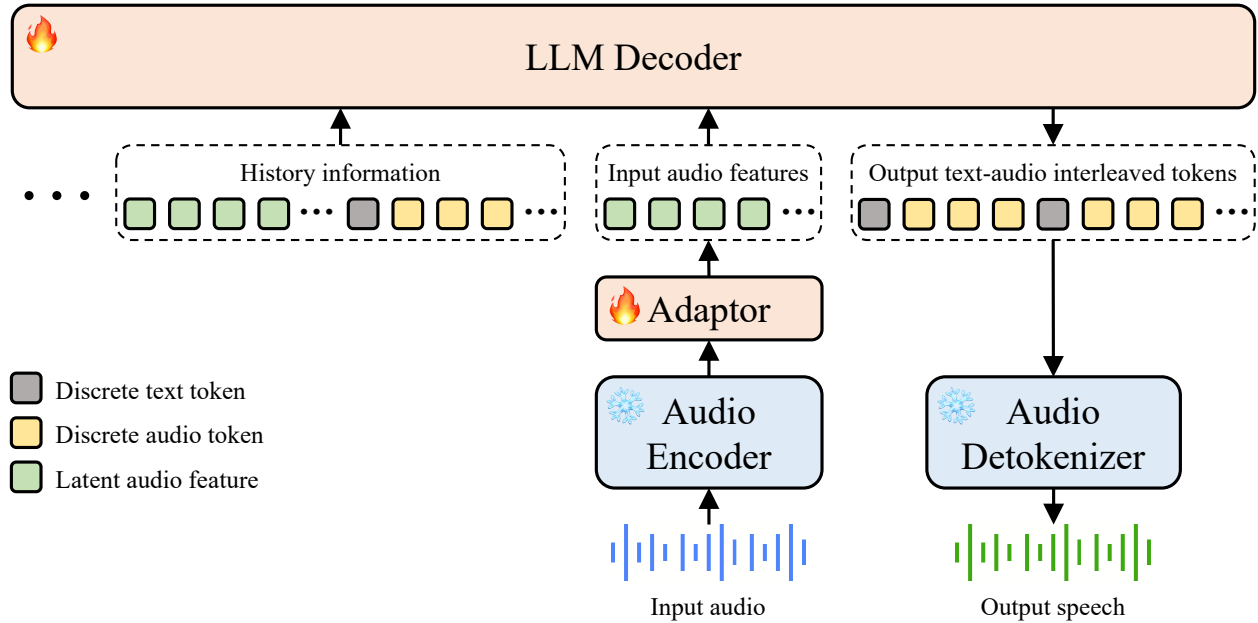 LLM Decoder
History information
Input audio features
Output text-audio interleaved tokens
Adaptor
Discrete text token
Discrete audio token
Latent audio feature
Audio
Encoder
Audio
Detokenizer
Input audio
Output speech